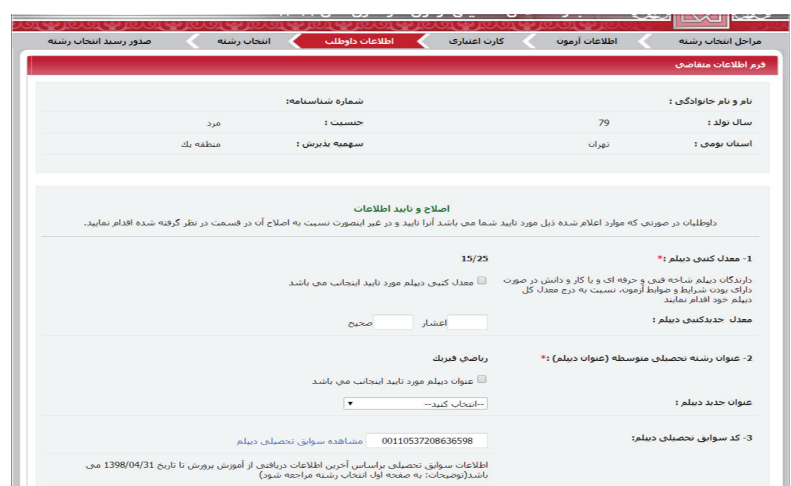 مراحل انتخاب رشته اطلاعات آزمون کارت اعتباری اطلاعات داوطلب انتخاب رشته صدور رسید انتخاب رشته
فرم اطلاعات متقاضی
نام و نام خانوادگی : شماره شناسنامه:
سال تولد : 79 جنسیت : مرد
استان بومی : تهران سهمیه پذیرش : منطقه یك
اصلاح و تایید اطلاعات
داوطلبان در صورتی که موارد اعلام شده ذیل مورد تایید شما می باشد آنرا تایید و در غیر اینصورت نسبت به اصلاح آن در قسمت در نظر گرفته شده اقدام نمایید.
1- معدل کتبی دیپلم :* 15/25
دارندگان دیپلم شاخه فنی و حرفه ای و یا کار و دانش در صورت
دارای بودن شرایط و ضوابط آزمون، نسبت به درج معدل کل
دیپلم خود اقدام نمایند
معدل کتبی دیپلم مورد تایید اینجانب می باشد
معدل جدیدکتبی دیپلم : اعشار صحیح
2- عنوان رشته تحصیلی متوسطه (عنوان دیپلم) :* ریاضي فیزیك
عنوان دیپلم مورد تایید اینجانب می باشد
عنوان جدید دیپلم : --انتخاب کنید--
3- کد سوابق تحصیلی دیپلم: 00110537208636598 مشاهده سوابق تحصیلی دیپلم
اطلاعات سوابق تحصیلی براساس آخرین اطلاعات دریافتی از آموزش پرورش تا تاریخ 1398/04/31 می
باشد(توضیحات: به صفحه اول انتخاب رشته مراجعه شود)